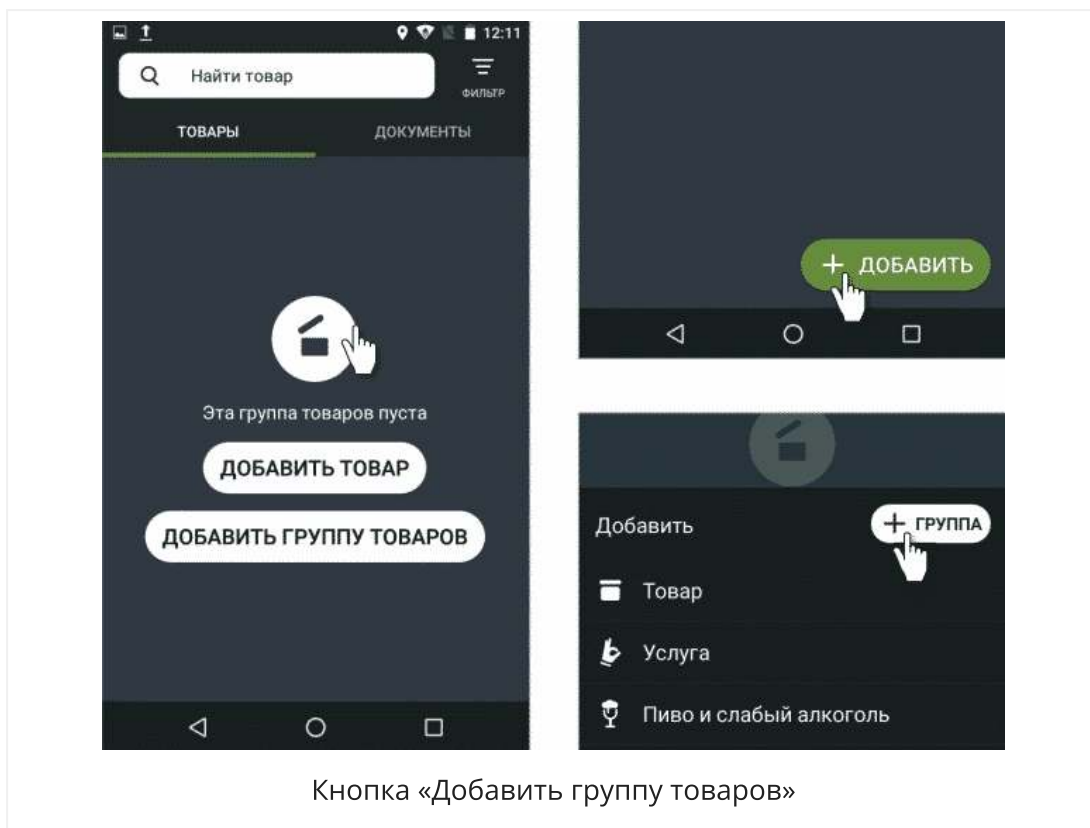 12:11
Найти товар
ФИЛЬТР
ТОВАРЫ ДОКУМЕНТЫ
Эта группа товаров пуста
ДОБАВИТЬ ТОВАР
ДОБАВИТЬ ГРУППУ ТОВАРОВ
+ ДОБАВИТЬ
Добавить + ГРУППА
Товар
Услуга
Пиво и слабый алкоголь
Кнопка «Добавить группу товаров»